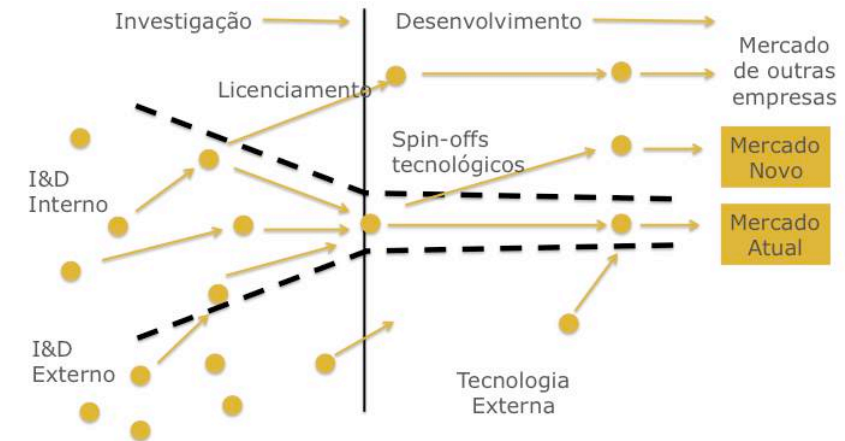 Investigação
Desenvolvimento
Mercado
de outras
empresas
Licenciamento
Spin-offs
tecnológicos
Mercado
Novo
I&D
Interno
Mercado
Atual
I&D
Externo
Tecnologia
Externa